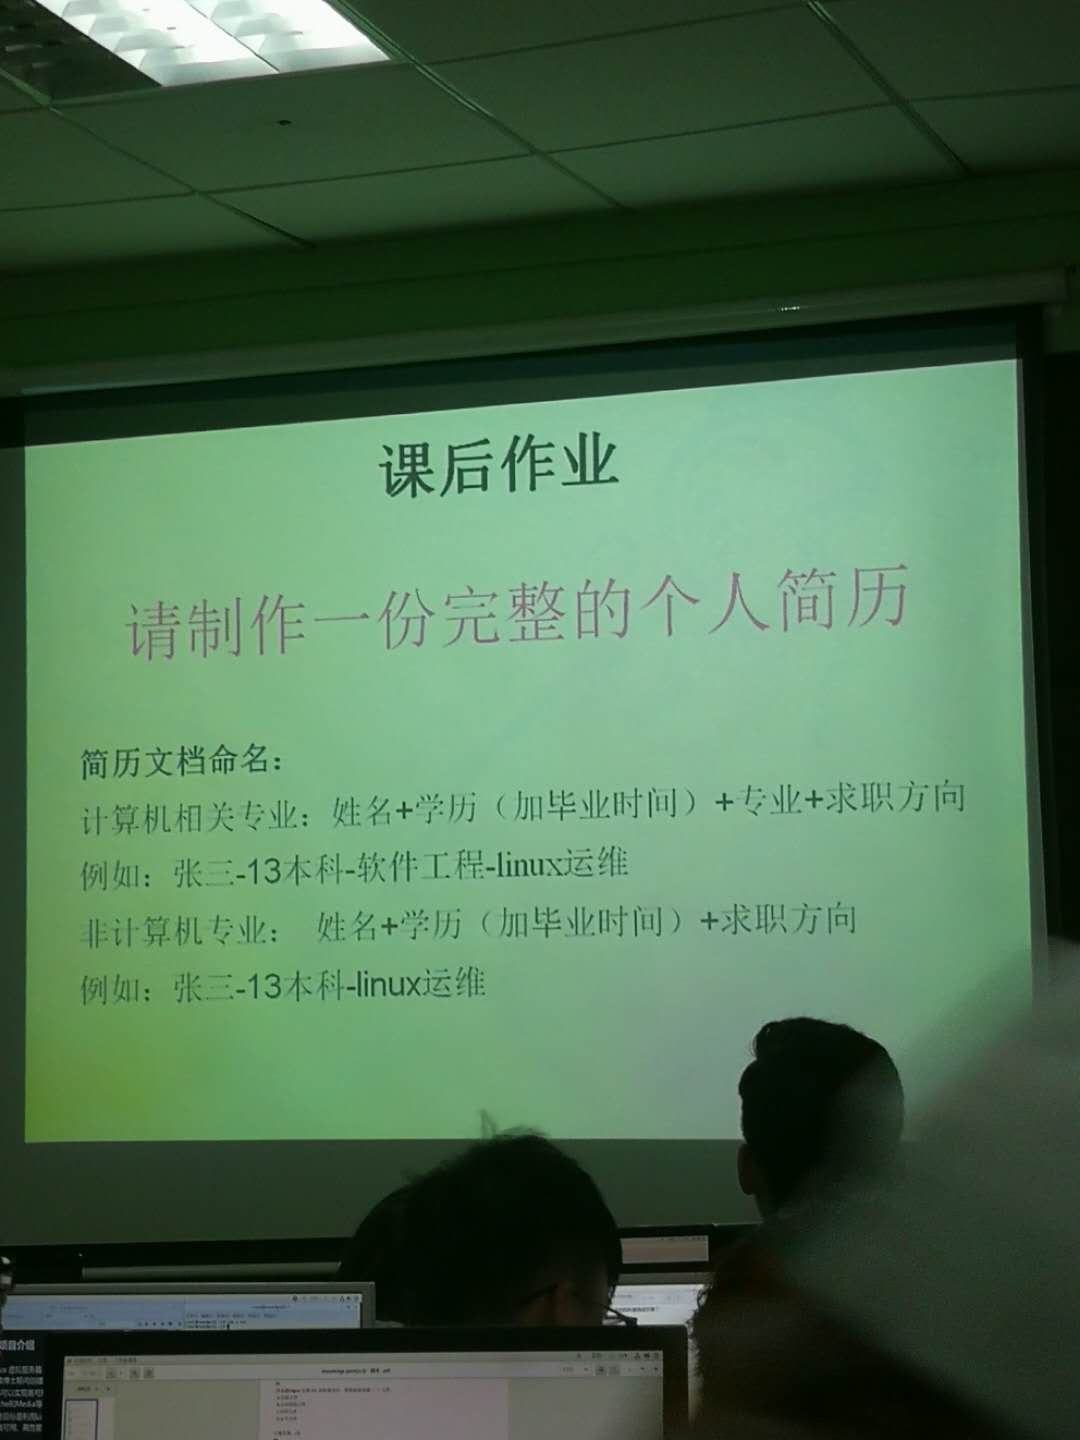 课后作业
请制作一份完整的个人简历
简历文档命名：
计算机相关专业：姓名+学历（加毕业时间）+专业+求职方向
例如：张三-13本科-软件工程-linux运维
非计算机专业： 姓名+学历（加毕业时间）+求职方向
例如：张三-13本科-linux运维
项目介绍